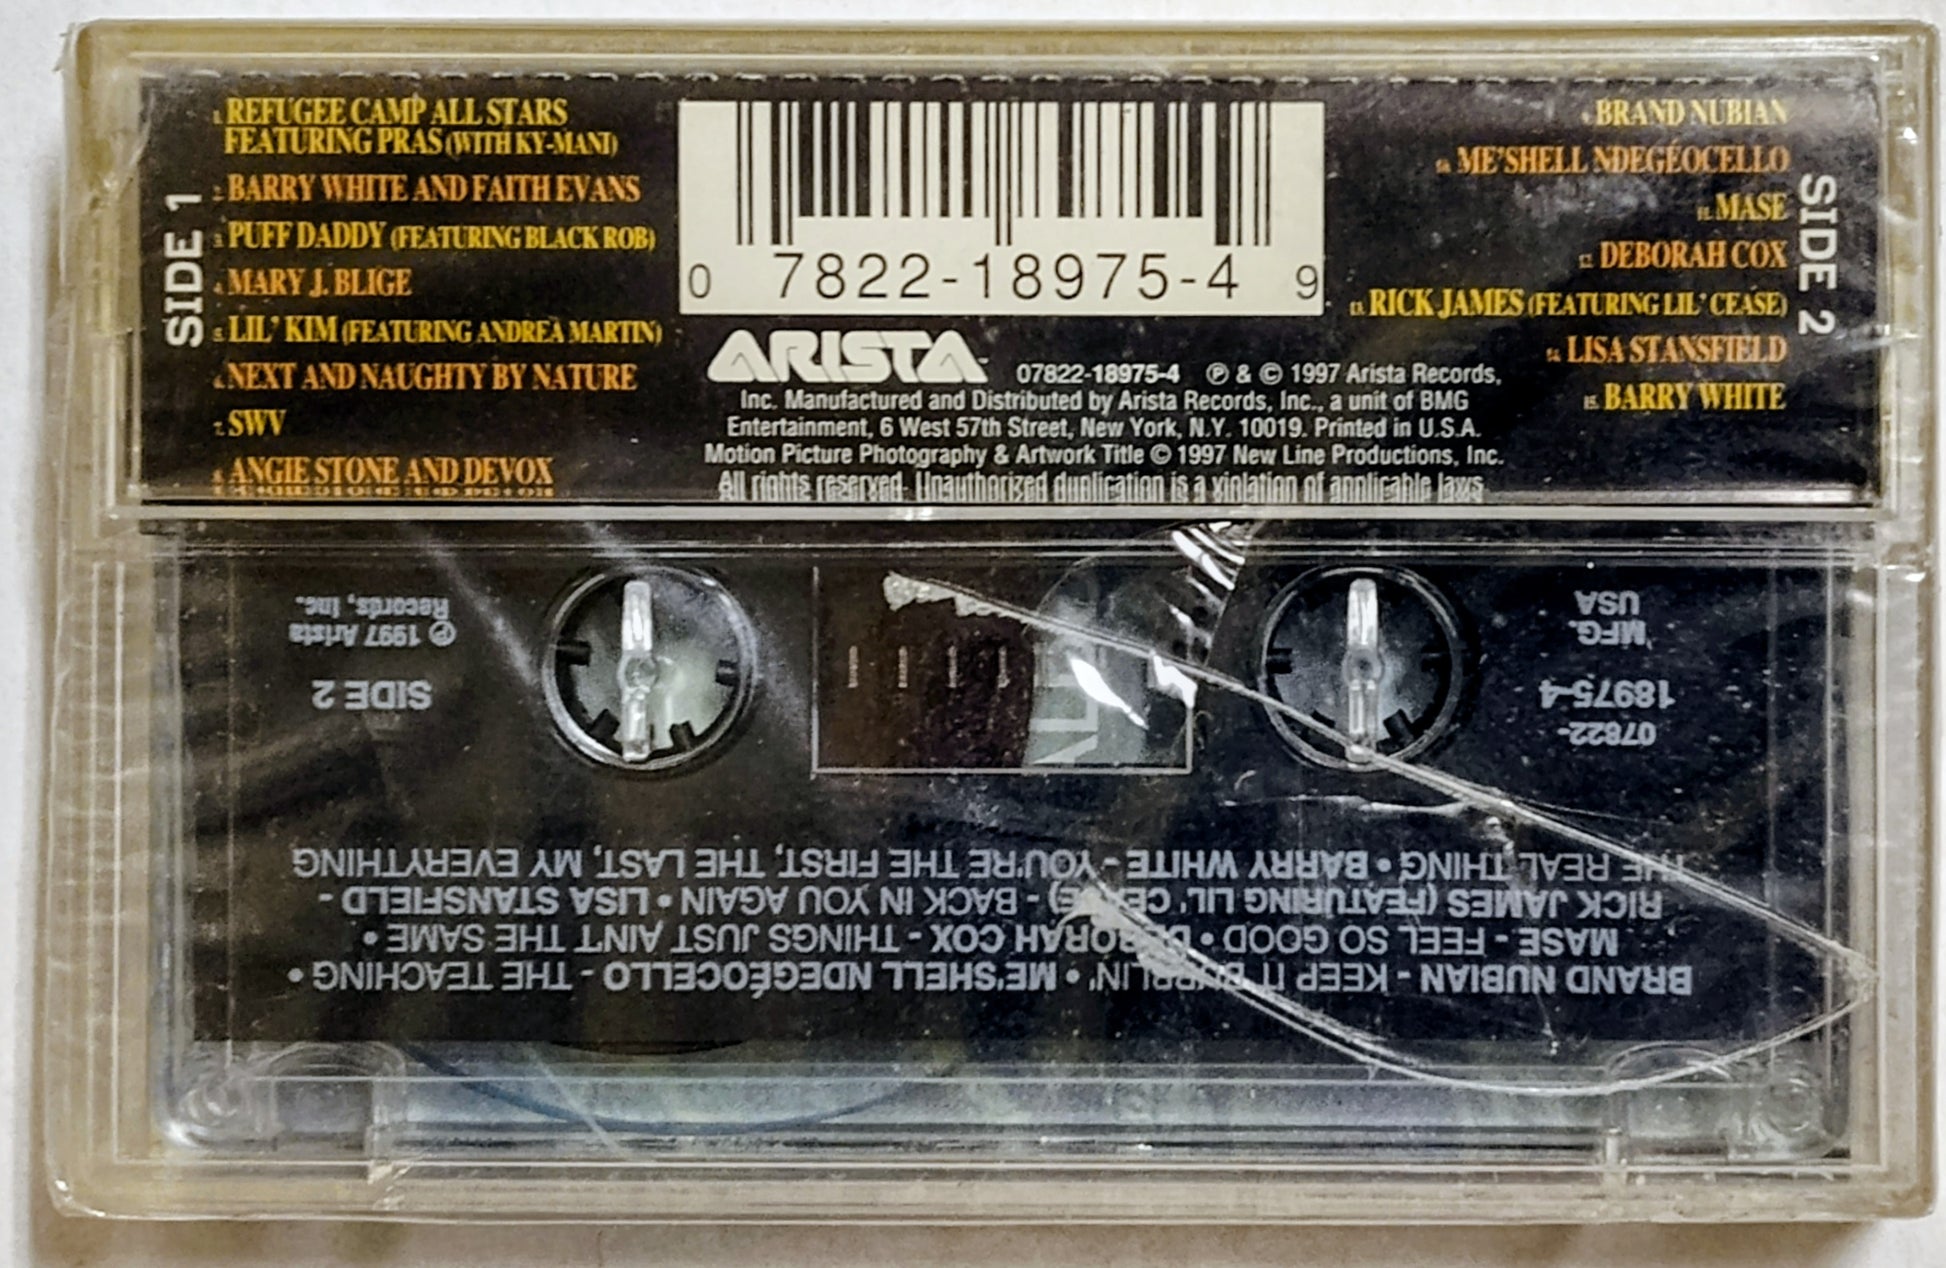 SIDE 1
1. REFUGEE CAMP ALL STARS
FEATURING PRAS (WITH KY-MANI)
2. BARRY WHITE AND FAITH EVANS
3. PUFF DADDY (FEATURING BLACK ROB)
4. MARY J. BLIGE
5. LIL' KIM (FEATURING ANDREA MARTIN)
6. NEXT AND NAUGHTY BY NATURE
7. SWV
8. ANGIE STONE AND DEVOX
0 7822-18975-4 9
ARISTA
07822-18975-4 ℗ & © 1997 Arista Records,
Inc. Manufactured and Distributed by Arista Records, Inc., a unit of BMG
Entertainment, 6 West 57th Street, New York, N.Y. 10019. Printed in U.S.A.
Motion Picture Photography & Artwork Title © 1997 New Line Productions, Inc.
All rights reserved. Unauthorized duplication is a violation of applicable laws.
SIDE 2
9. BRAND NUBIAN
10. ME'SHELL NDEGÉOCELLO
11. MASE
12. DEBORAH COX
13. RICK JAMES (FEATURING LIL' CEASE)
14. LISA STANSFIELD
15. BARRY WHITE
BRAND NUBIAN - KEEP IT BUBBLIN' • ME'SHELL NDEGÉOCELLO - THE TEACHING •
MASE - FEEL SO GOOD • DEBORAH COX - THINGS JUST AIN'T THE SAME •
RICK JAMES (FEATURING LIL' CEASE) - BACK IN YOU AGAIN • LISA STANSFIELD -
THE REAL THING • BARRY WHITE - YOU'RE THE FIRST, THE LAST, MY EVERYTHING
07822-
18975-4
MFG.
USA
SIDE 2
℗ 1997 Arista
Records, Inc.